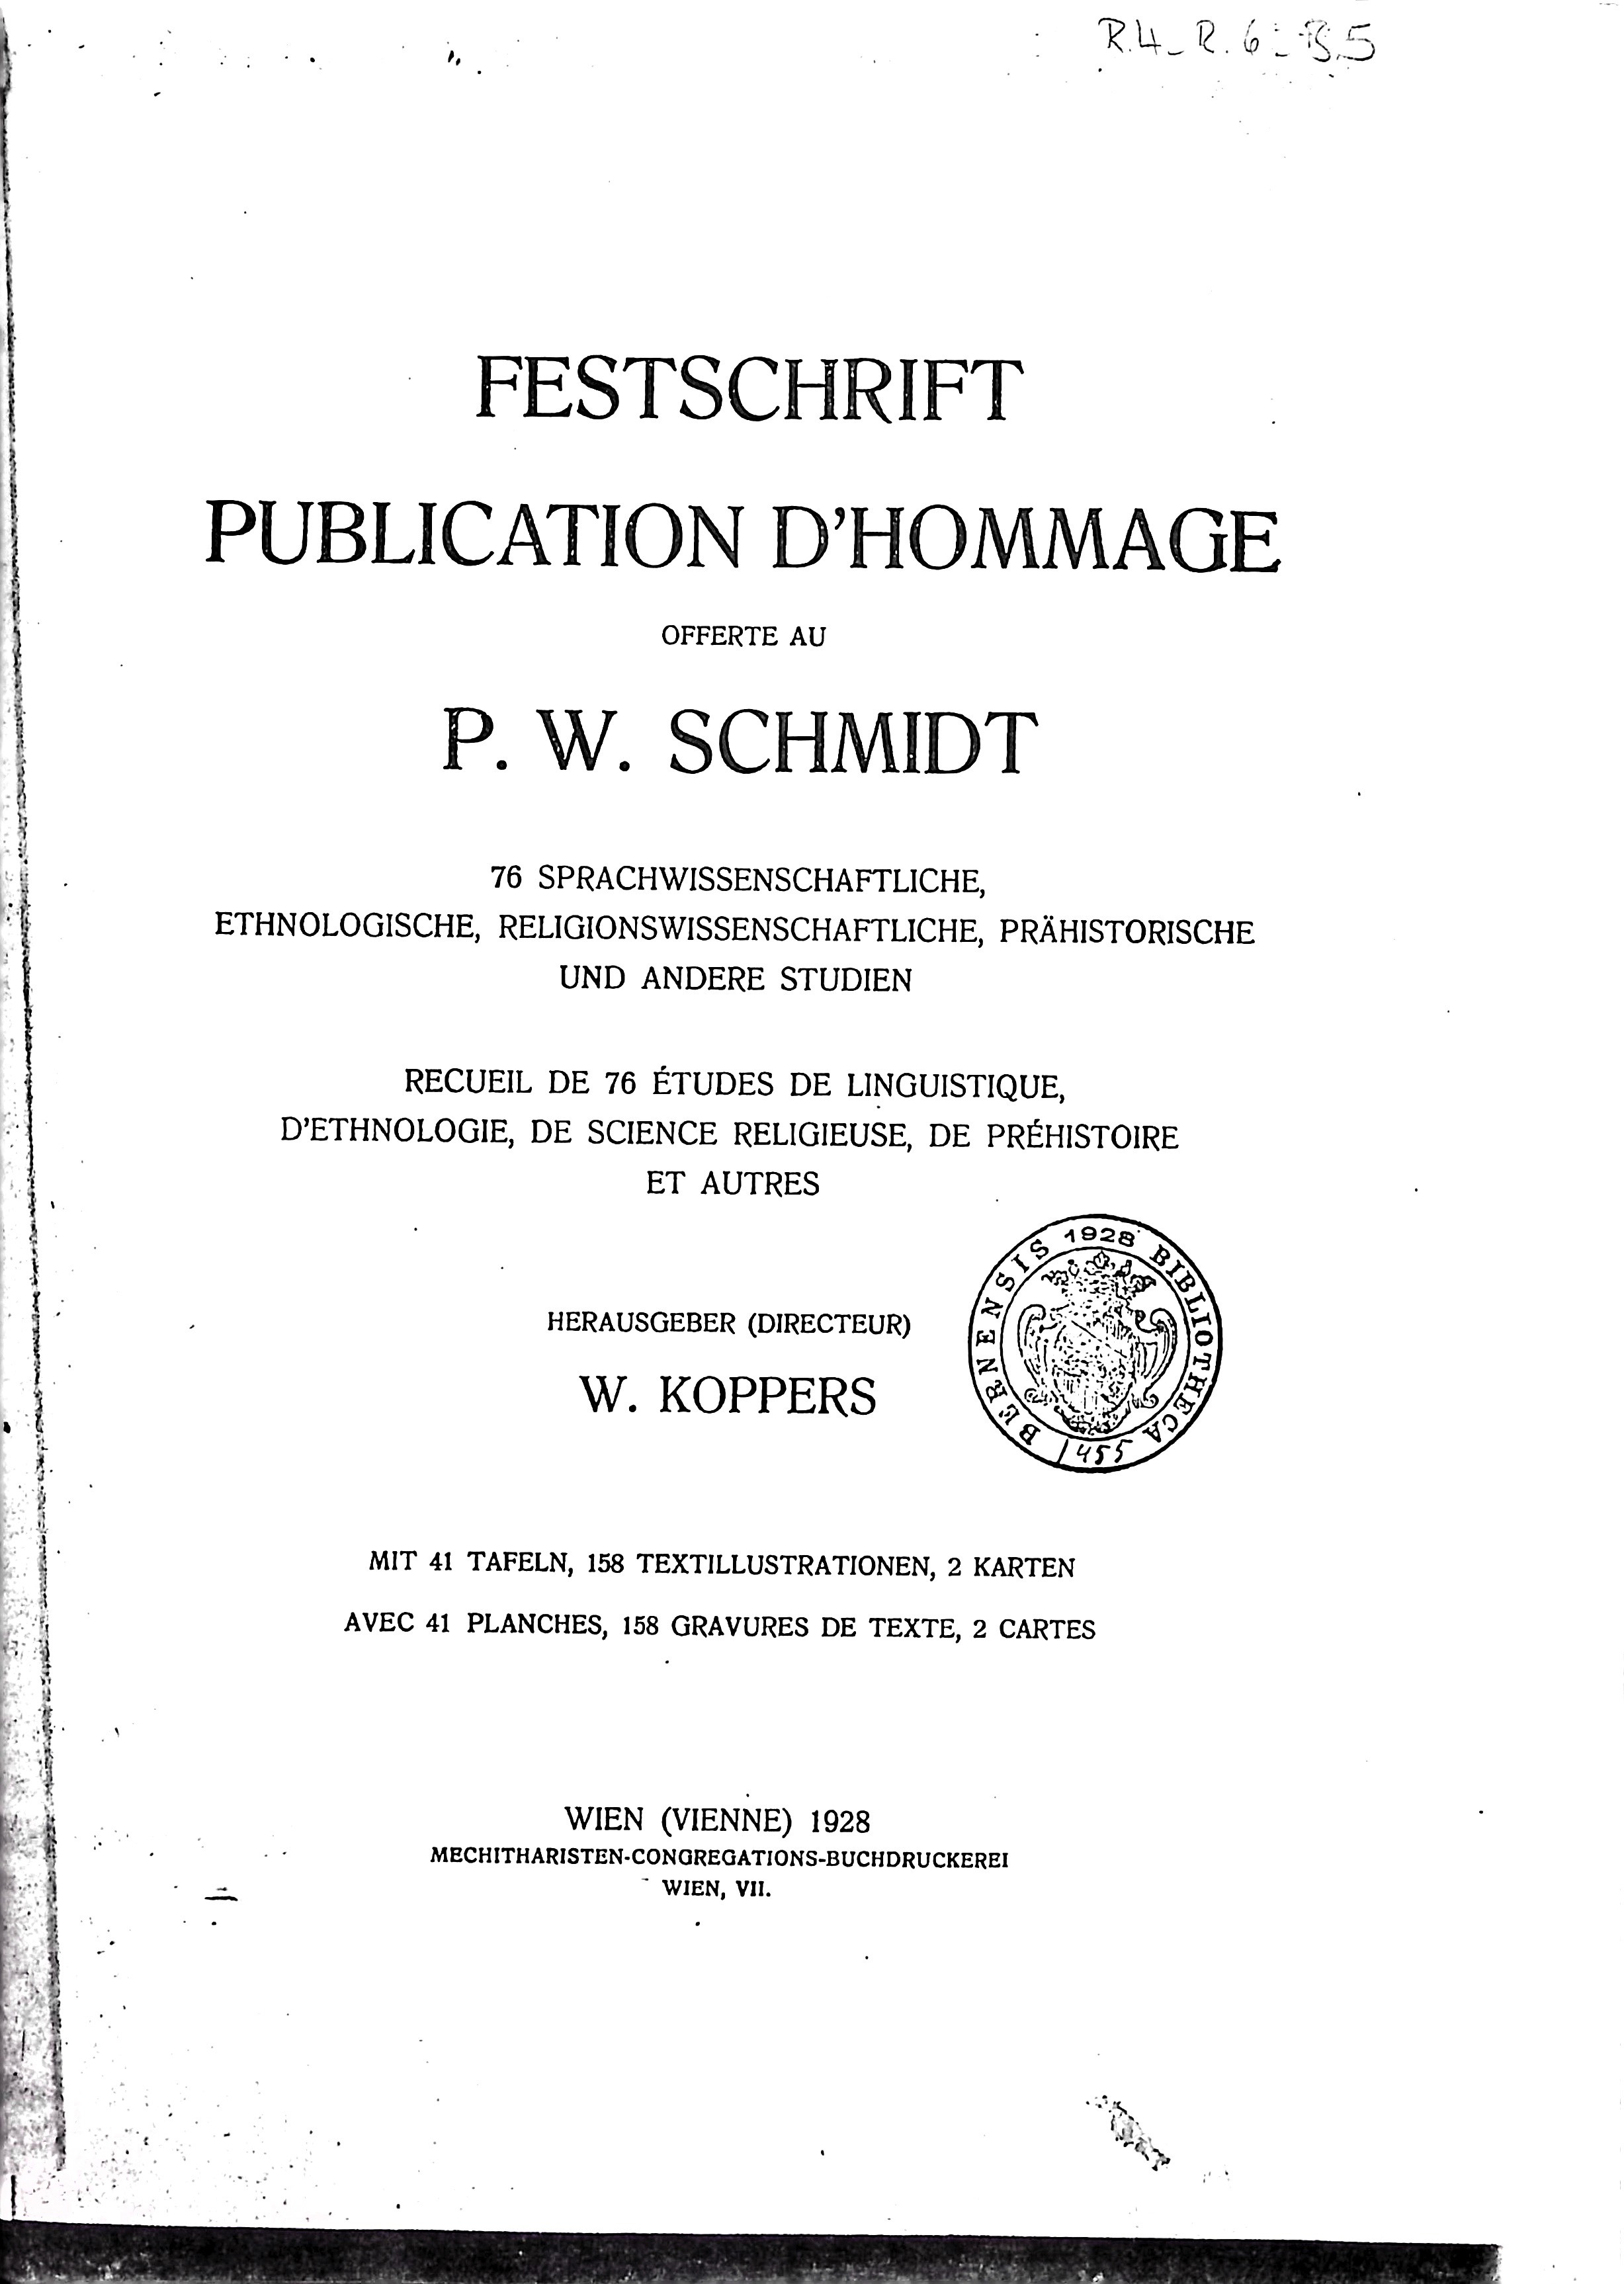 R.4 - R. 6 - B.5
FESTSCHRIFT
PUBLICATION D'HOMMAGE
OFFERTE AU
P. W. SCHMIDT
76 SPRACHWISSENSCHAFTLICHE,
ETHNOLOGISCHE, RELIGIONSWISSENSCHAFTLICHE, PRÄHISTORISCHE
UND ANDERE STUDIEN
RECUEIL DE 76 ÉTUDES DE LINGUISTIQUE,
D'ETHNOLOGIE, DE SCIENCE RELIGIEUSE, DE PRÉHISTOIRE
ET AUTRES
BERNENSIS 1928 BIBLIOTHECA
1455
HERAUSGEBER (DIRECTEUR)
W. KOPPERS
MIT 41 TAFELN, 158 TEXTILLUSTRATIONEN, 2 KARTEN
AVEC 41 PLANCHES, 158 GRAVURES DE TEXTE, 2 CARTES
WIEN (VIENNE) 1928
MECHITHARISTEN-CONGREGATIONS-BUCHDRUCKEREI
WIEN, VII.